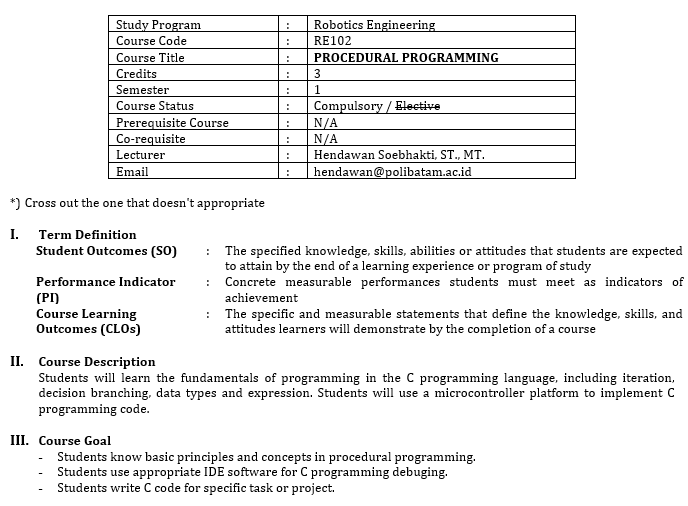 Study Program : Robotics Engineering
Course Code : RE102
Course Title : PROCEDURAL PROGRAMMING
Credits : 3
Semester : 1
Course Status : Compulsory / Elective
Prerequisite Course : N/A
Co-requisite : N/A
Lecturer : Hendawan Soebhakti, ST., MT.
Email : hendawan@polibatam.ac.id
*) Cross out the one that doesn't appropriate
I. Term Definition
Student Outcomes (SO) : The specified knowledge, skills, abilities or attitudes that students are expected
to attain by the end of a learning experience or program of study
Performance Indicator : Concrete measurable performances students must meet as indicators of
(PI) achievement
Course Learning : The specific and measurable statements that define the knowledge, skills, and
Outcomes (CLOs) attitudes learners will demonstrate by the completion of a course
II. Course Description
Students will learn the fundamentals of programming in the C programming language, including iteration,
decision branching, data types and expression. Students will use a microcontroller platform to implement C
programming code.
III. Course Goal
- Students know basic principles and concepts in procedural programming.
- Students use appropriate IDE software for C programming debuging.
- Students write C code for specific task or project.